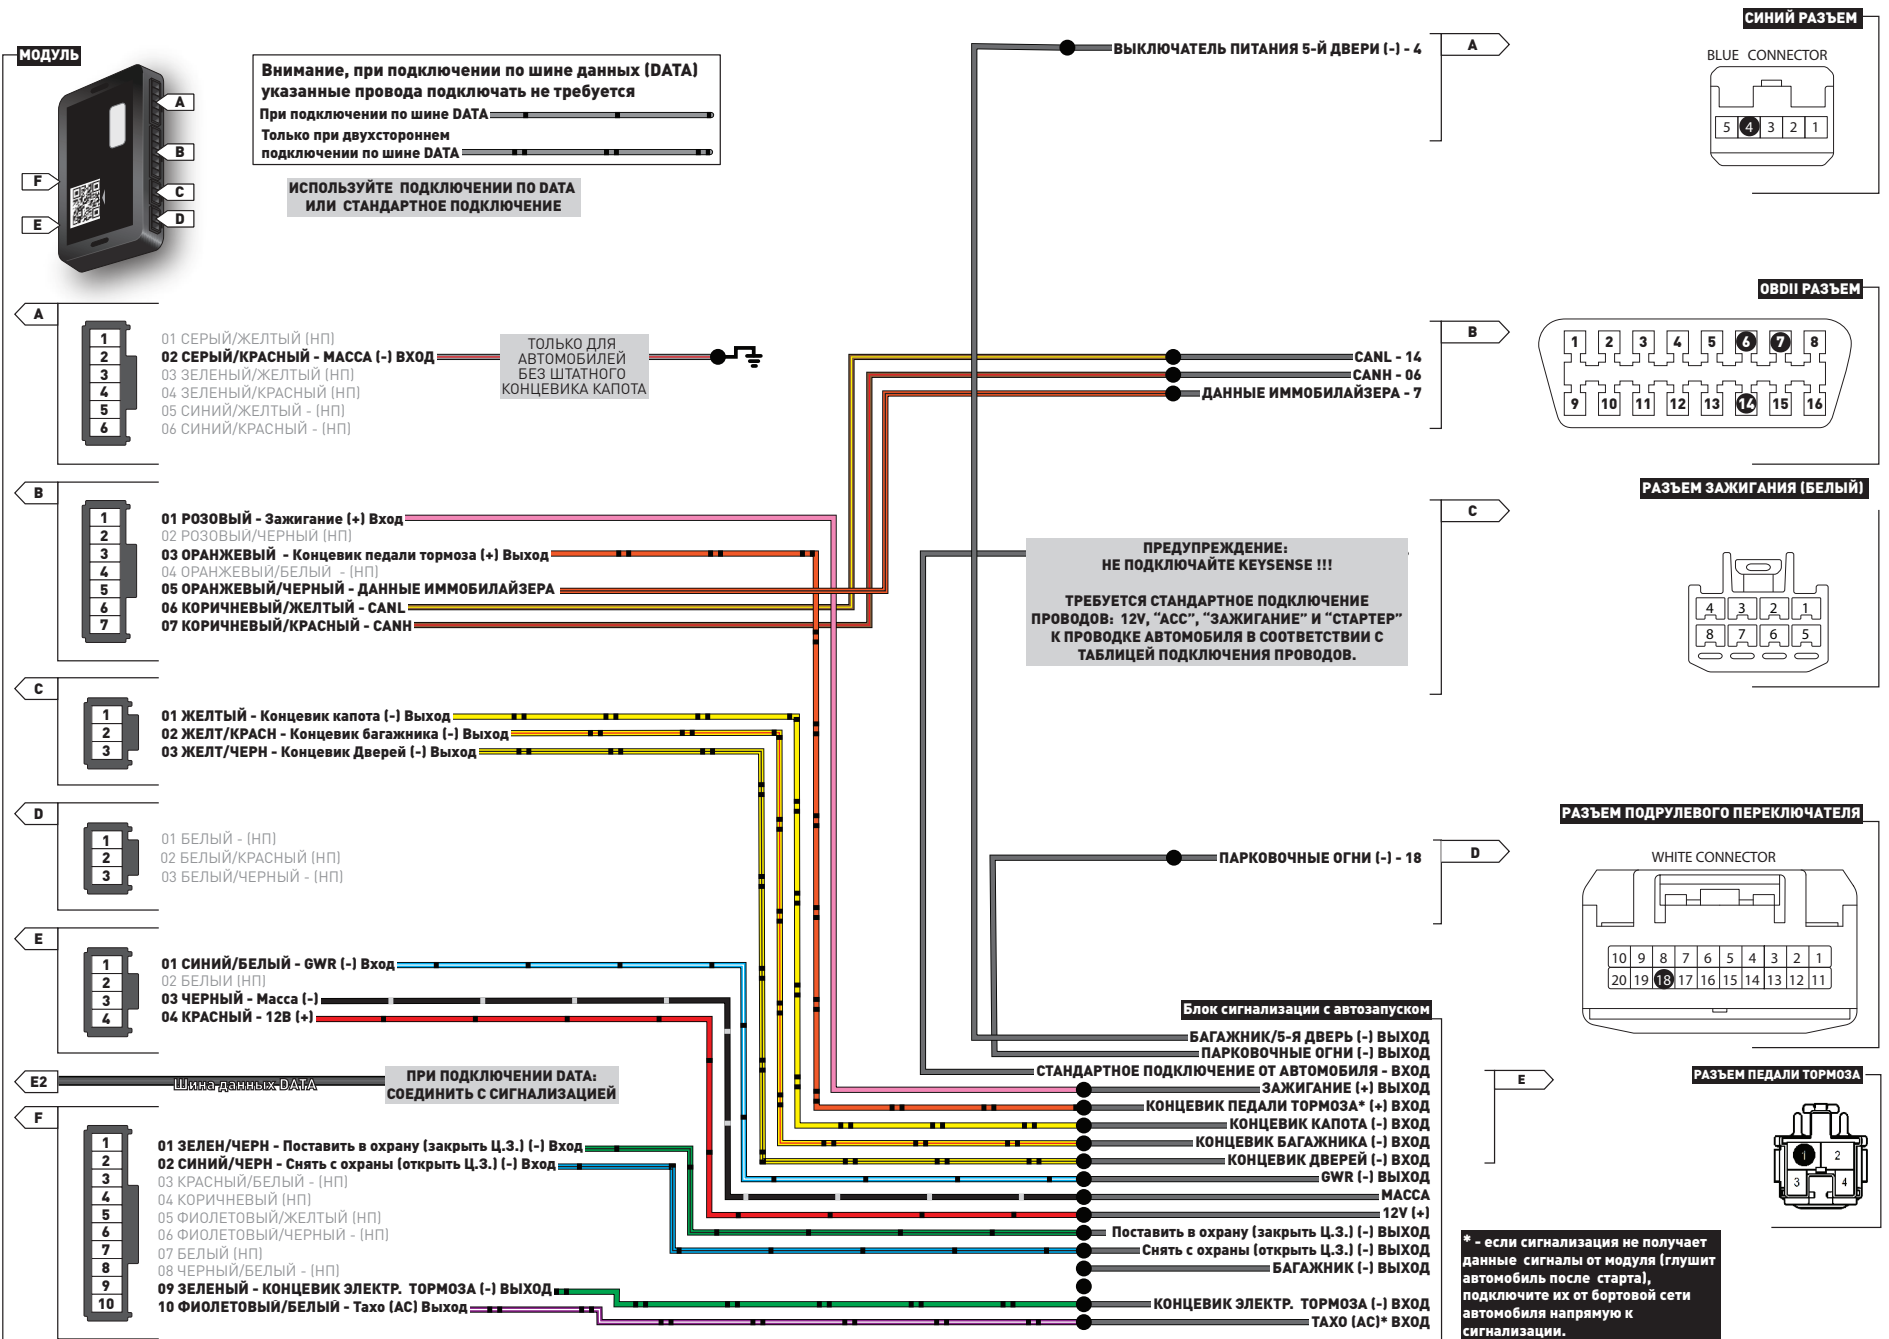 МОДУЛЬ
A
B
C
D
F
E
Внимание, при подключении по шине данных (DATA)
указанные провода подключать не требуется
При подключении по шине DATA
Только при двухстороннем
подключении по шине DATA
ИСПОЛЬЗУЙТЕ ПОДКЛЮЧЕНИИ ПО DATA
ИЛИ СТАНДАРТНОЕ ПОДКЛЮЧЕНИЕ
A
1
2
3
4
5
6
01 СЕРЫЙ/ЖЕЛТЫЙ (НП)
02 СЕРЫЙ/КРАСНЫЙ - МАССА (-) ВХОД
03 ЗЕЛЕНЫЙ/ЖЕЛТЫЙ (НП)
04 ЗЕЛЕНЫЙ/КРАСНЫЙ (НП)
05 СИНИЙ/ЖЕЛТЫЙ - (НП)
06 СИНИЙ/КРАСНЫЙ - (НП)
ТОЛЬКО ДЛЯ
АВТОМОБИЛЕЙ
БЕЗ ШТАТНОГО
КОНЦЕВИКА КАПОТА
B
1
2
3
4
5
6
7
01 РОЗОВЫЙ - Зажигание (+) Вход
02 РОЗОВЫЙ/ЧЕРНЫЙ (НП)
03 ОРАНЖЕВЫЙ - Концевик педали тормоза (+) Выход
04 ОРАНЖЕВЫЙ/БЕЛЫЙ - (НП)
05 ОРАНЖЕВЫЙ/ЧЕРНЫЙ - ДАННЫЕ ИММОБИЛАЙЗЕРА
06 КОРИЧНЕВЫЙ/ЖЕЛТЫЙ - CANL
07 КОРИЧНЕВЫЙ/КРАСНЫЙ - CANH
C
1
2
3
01 ЖЕЛТЫЙ - Концевик капота (-) Выход
02 ЖЕЛТ/КРАСН - Концевик багажника (-) Выход
03 ЖЕЛТ/ЧЕРН - Концевик Дверей (-) Выход
D
1
2
3
01 БЕЛЫЙ - (НП)
02 БЕЛЫЙ/КРАСНЫЙ (НП)
03 БЕЛЫЙ/ЧЕРНЫЙ - (НП)
E
1
2
3
4
01 СИНИЙ/БЕЛЫЙ - GWR (-) Вход
02 БЕЛЫЙ (НП)
03 ЧЕРНЫЙ - Масса (-)
04 КРАСНЫЙ - 12В (+)
E2
Шина данных DATA
ПРИ ПОДКЛЮЧЕНИИ DATA:
СОЕДИНИТЬ С СИГНАЛИЗАЦИЕЙ
F
1
2
3
4
5
6
7
8
9
10
01 ЗЕЛЕН/ЧЕРН - Поставить в охрану (закрыть Ц.З.) (-) Вход
02 СИНИЙ/ЧЕРН - Снять с охраны (открыть Ц.З.) (-) Вход
03 КРАСНЫЙ/БЕЛЫЙ - (НП)
04 КОРИЧНЕВЫЙ (НП)
05 ФИОЛЕТОВЫЙ/ЖЕЛТЫЙ (НП)
06 ФИОЛЕТОВЫЙ/ЧЕРНЫЙ - (НП)
07 БЕЛЫЙ (НП)
08 ЧЕРНЫЙ/БЕЛЫЙ - (НП)
09 ЗЕЛЕНЫЙ - КОНЦЕВИК ЭЛЕКТР. ТОРМОЗА (-) ВЫХОД
10 ФИОЛЕТОВЫЙ/БЕЛЫЙ - Тахо (AC) Выход
ВЫКЛЮЧАТЕЛЬ ПИТАНИЯ 5-Й ДВЕРИ (-) - 4
A
СИНИЙ РАЗЪЕМ
BLUE CONNECTOR
5 4 3 2 1
CANL - 14
CANH - 06
ДАННЫЕ ИММОБИЛАЙЗЕРА - 7
B
OBDII РАЗЪЕМ
1 2 3 4 5 6 7 8
9 10 11 12 13 14 15 16
ПРЕДУПРЕЖДЕНИЕ:
НЕ ПОДКЛЮЧАЙТЕ KEYSENSE !!!
ТРЕБУЕТСЯ СТАНДАРТНОЕ ПОДКЛЮЧЕНИЕ
ПРОВОДОВ: 12V, “ACC”, “ЗАЖИГАНИЕ” И “СТАРТЕР”
К ПРОВОДКЕ АВТОМОБИЛЯ В СООТВЕТСТВИИ С
ТАБЛИЦЕЙ ПОДКЛЮЧЕНИЯ ПРОВОДОВ.
C
РАЗЪЕМ ЗАЖИГАНИЯ (БЕЛЫЙ)
4 3 2 1
8 7 6 5
ПАРКОВОЧНЫЕ ОГНИ (-) - 18
D
РАЗЪЕМ ПОДРУЛЕВОГО ПЕРЕКЛЮЧАТЕЛЯ
WHITE CONNECTOR
10 9 8 7 6 5 4 3 2 1
20 19 18 17 16 15 14 13 12 11
Блок сигнализации с автозапуском
БАГАЖНИК/5-Я ДВЕРЬ (-) ВЫХОД
ПАРКОВОЧНЫЕ ОГНИ (-) ВЫХОД
СТАНДАРТНОЕ ПОДКЛЮЧЕНИЕ ОТ АВТОМОБИЛЯ - ВХОД
ЗАЖИГАНИЕ (+) ВЫХОД
КОНЦЕВИК ПЕДАЛИ ТОРМОЗА* (+) ВХОД
КОНЦЕВИК КАПОТА (-) ВХОД
КОНЦЕВИК БАГАЖНИКА (-) ВХОД
КОНЦЕВИК ДВЕРЕЙ (-) ВХОД
GWR (-) ВЫХОД
МАССА
12V (+)
Поставить в охрану (закрыть Ц.З.) (-) ВЫХОД
Снять с охраны (открыть Ц.З.) (-) ВЫХОД
БАГАЖНИК (-) ВЫХОД
КОНЦЕВИК ЭЛЕКТР. ТОРМОЗА (-) ВХОД
ТАХО (AC)* ВХОД
E
РАЗЪЕМ ПЕДАЛИ ТОРМОЗА
1 2
3 4
* - если сигнализация не получает
данные сигналы от модуля (глушит
автомобиль после старта),
подключите их от бортовой сети
автомобиля напрямую к
сигнализации.